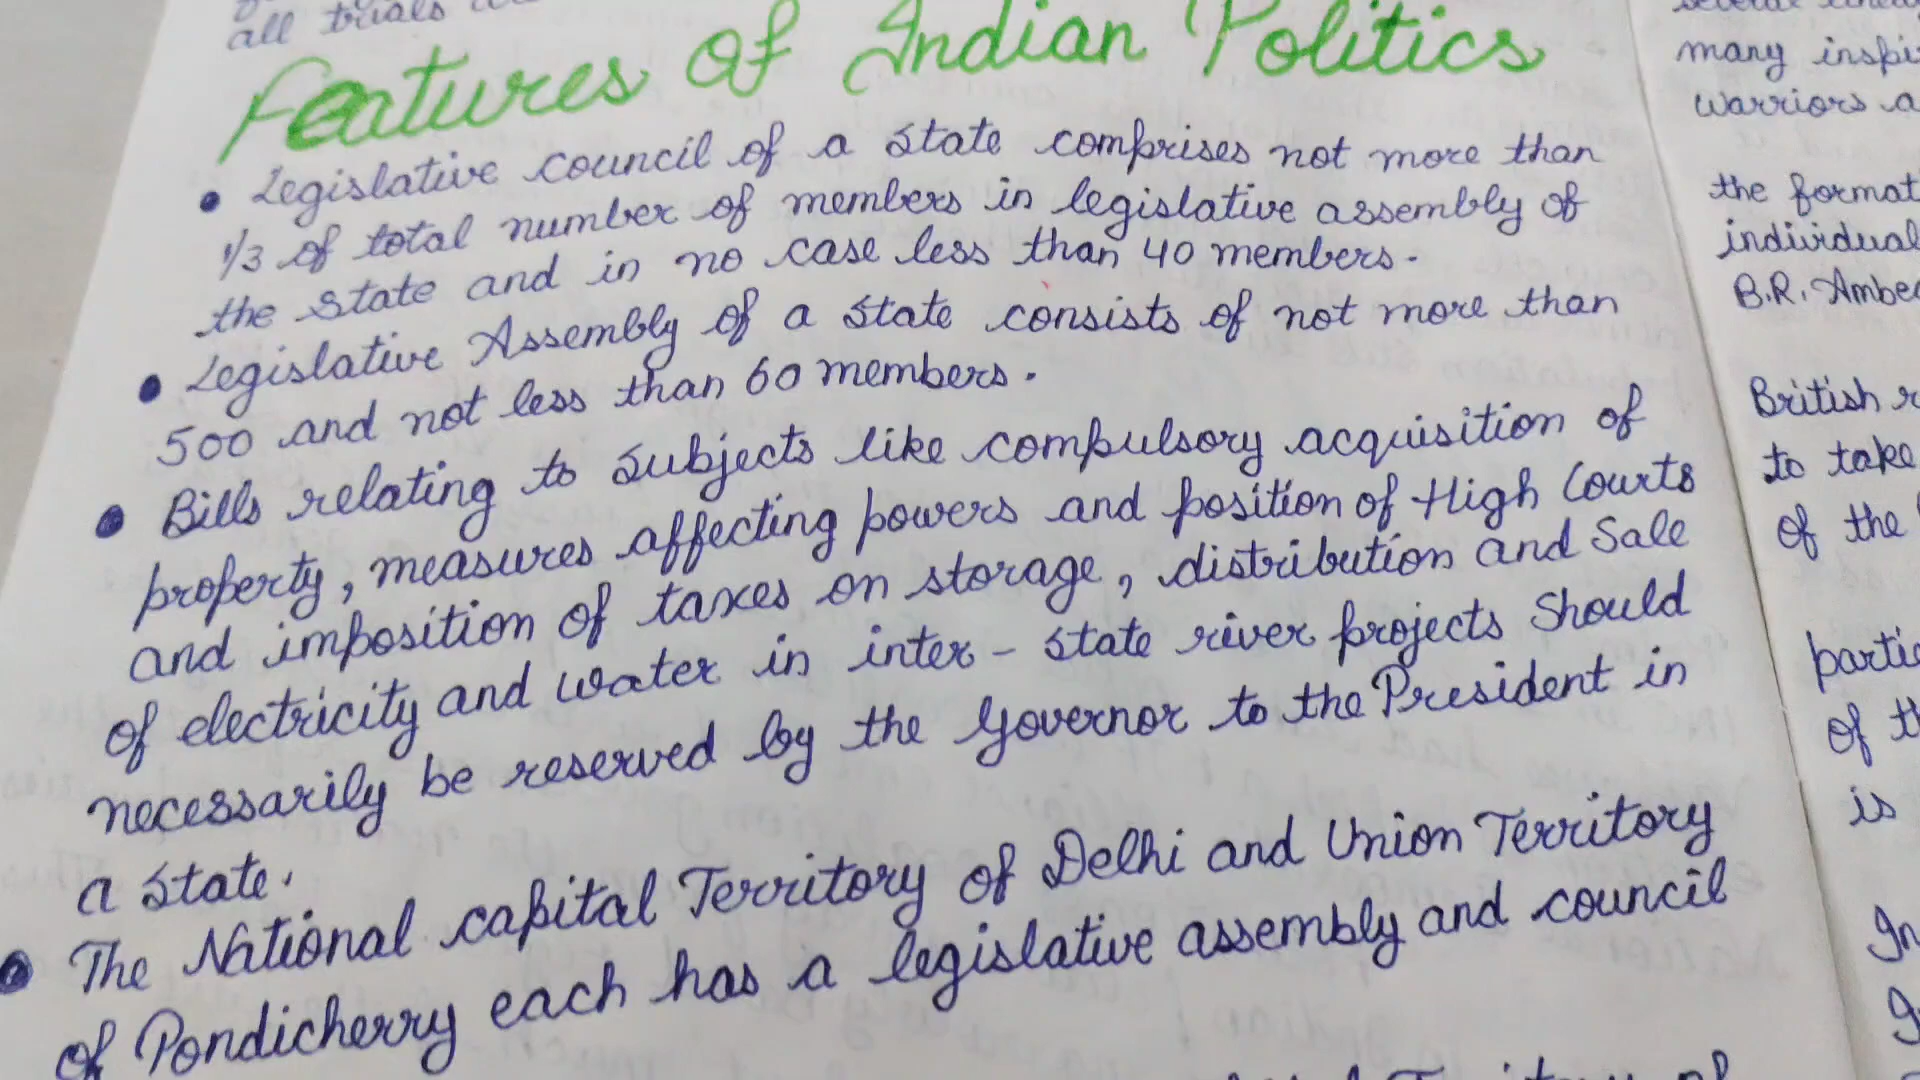 all trials
Features of Indian Politics
• Legislative council of a state comprises not more than
1/3 of total number of members in legislative assembly of
the state and in no case less than 40 members.
• Legislative Assembly of a state consists of not more than
500 and not less than 60 members.
• Bills relating to subjects like compulsory acquisition of
property, measures affecting powers and position of High Courts
and imposition of taxes on storage, distribution and Sale
of electricity and water in inter-state river projects should
necessarily be reserved by the Governor to the President in
a state.
• The National capital Territory of Delhi and Union Territory
of Pondicherry each has a legislative assembly and council
many
warriors
the
individual
B.R.
British
to take
of the
of
is